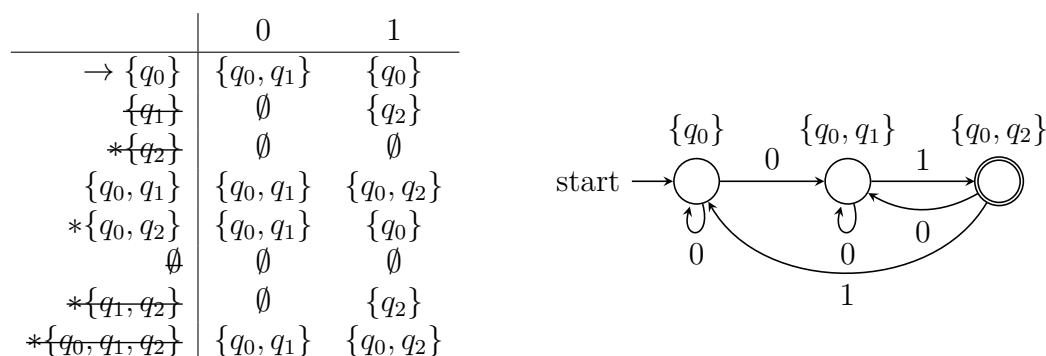 0 1
→ {q₀} {q₀, q₁} {q₀}
{q₁} ∅ {q₂}
*{q₂} ∅ ∅
{q₀, q₁} {q₀, q₁} {q₀, q₂}
*{q₀, q₂} {q₀, q₁} {q₀}
∅ ∅ ∅
*{q₁, q₂} ∅ {q₂}
*{q₀, q₁, q₂} {q₀, q₁} {q₀, q₂}
{q₀} {q₀, q₁} {q₀, q₂}
0 1
start
0 0 0
1